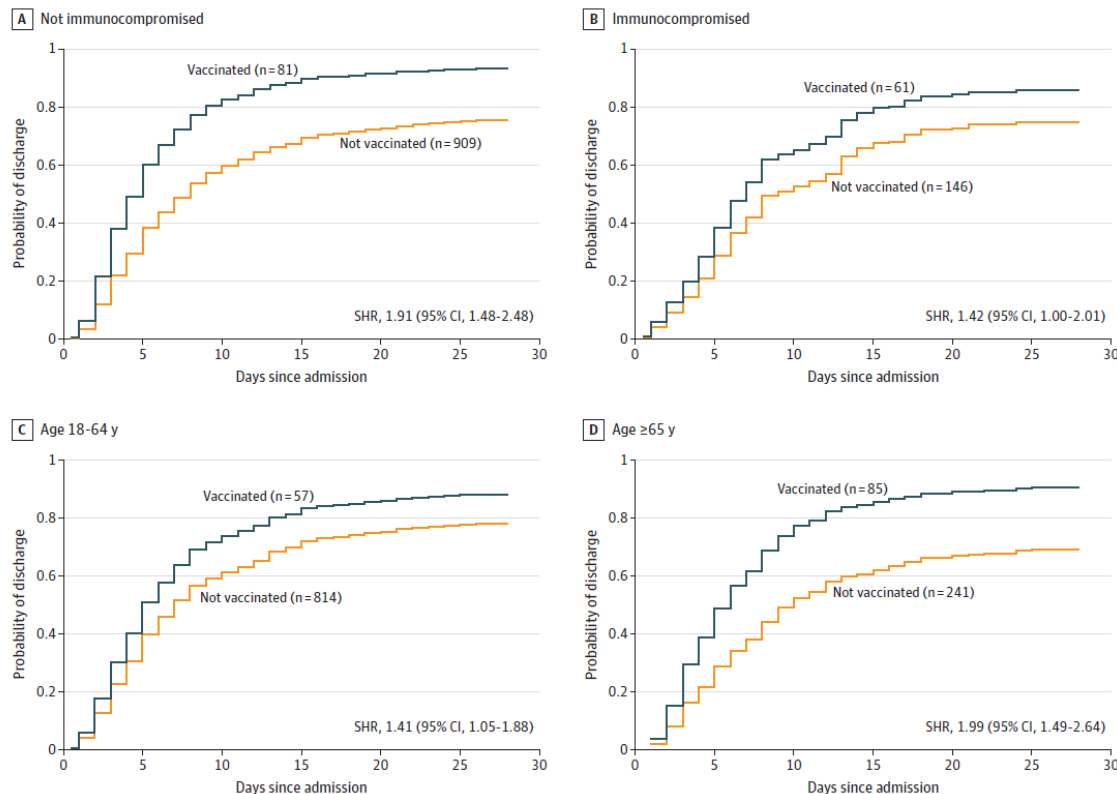 A Not immunocompromised
1
0.8
0.6
0.4
0.2
0
Probability of discharge
Vaccinated (n=81)
Not vaccinated (n=909)
SHR, 1.91 (95% CI, 1.48-2.48)
0 5 10 15 20 25 30
Days since admission
B Immunocompromised
1
0.8
0.6
0.4
0.2
0
Probability of discharge
Vaccinated (n=61)
Not vaccinated (n=146)
SHR, 1.42 (95% CI, 1.00-2.01)
0 5 10 15 20 25 30
Days since admission
C Age 18-64 y
1
0.8
0.6
0.4
0.2
0
Probability of discharge
Vaccinated (n=57)
Not vaccinated (n=814)
SHR, 1.41 (95% CI, 1.05-1.88)
0 5 10 15 20 25 30
Days since admission
D Age ≥65 y
1
0.8
0.6
0.4
0.2
0
Probability of discharge
Vaccinated (n=85)
Not vaccinated (n=241)
SHR, 1.99 (95% CI, 1.49-2.64)
0 5 10 15 20 25 30
Days since admission